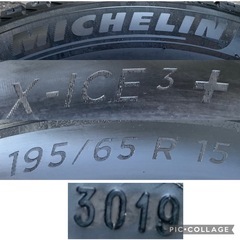 MICHELIN
X-ICE³+
195/65 R 15
3019
PIC•COLLAGE